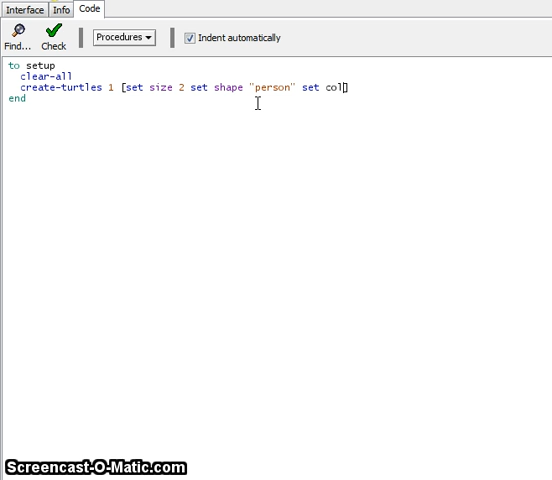 Interface Info Code
Find... Check Procedures Indent automatically
to setup
clear-all
create-turtles 1 [set size 2 set shape "person" set col]
end
Screencast-O-Matic.com